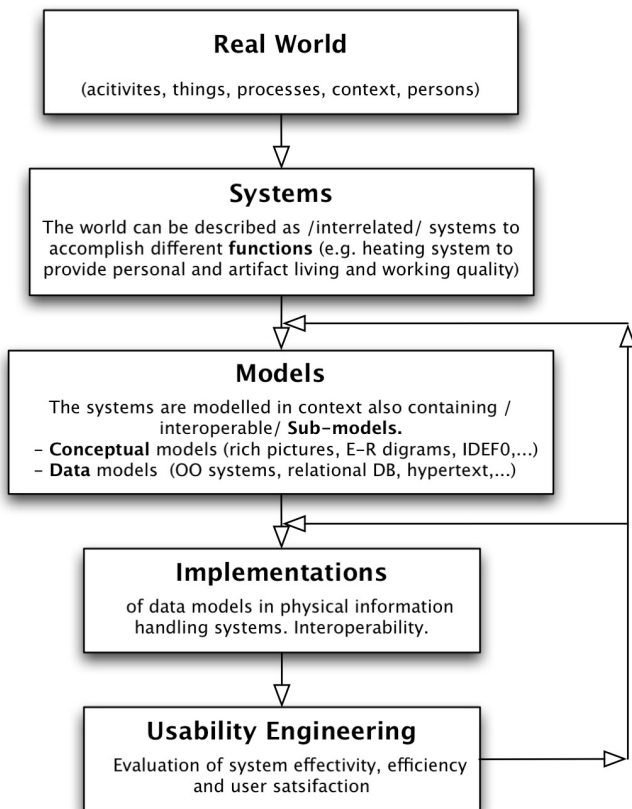 Real World
(acitivites, things, processes, context, persons)
Systems
The world can be described as /interrelated/ systems to
accomplish different functions (e.g. heating system to
provide personal and artifact living and working quality)
Models
The systems are modelled in context also containing /
interoperable/ Sub-models.
– Conceptual models (rich pictures, E-R digrams, IDEF0,...)
– Data models (OO systems, relational DB, hypertext,...)
Implementations
of data models in physical information
handling systems. Interoperability.
Usability Engineering
Evaluation of system effectivity, efficiency
and user satsifaction